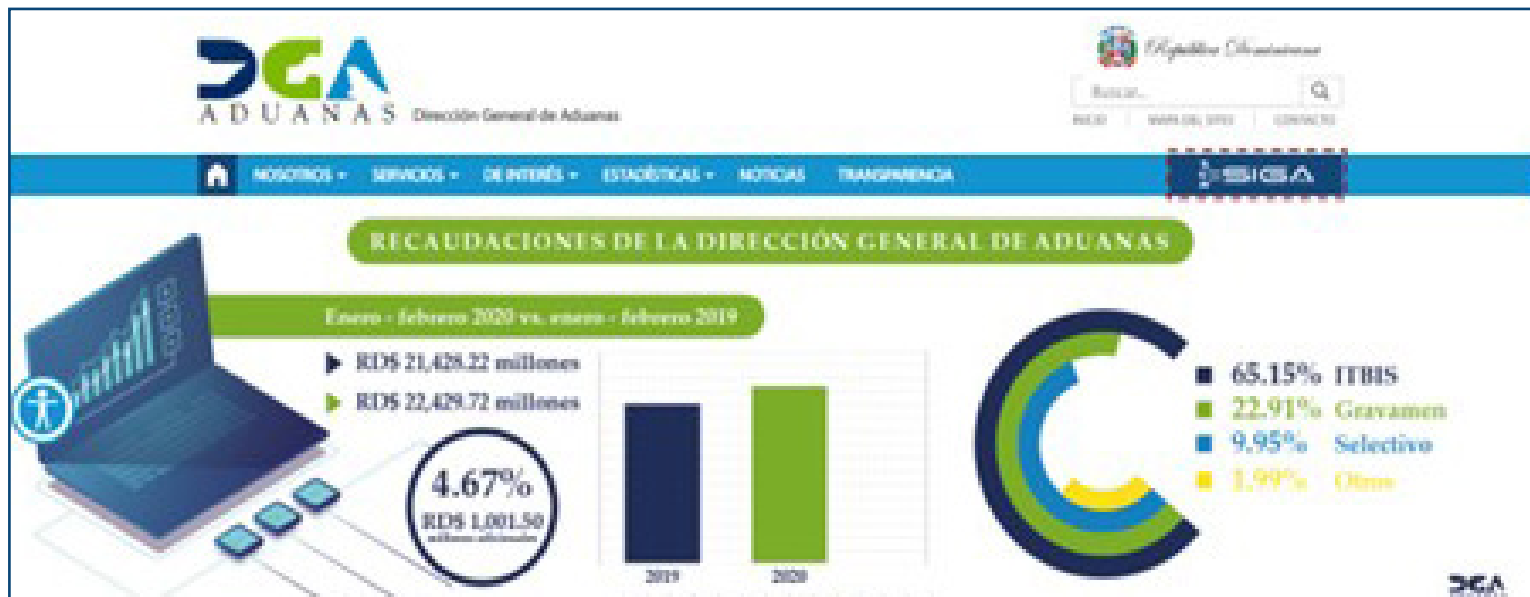 DGA
ADUANAS Dirección General de Aduanas
República Dominicana
Buscar...
INICIO | MAPA DEL SITIO | CONTACTO
NOSOTROS SERVICIOS DE INTERÉS ESTADÍSTICAS NOTICIAS TRANSPARENCIA SIGA
RECAUDACIONES DE LA DIRECCIÓN GENERAL DE ADUANAS
Enero - febrero 2020 vs. enero - febrero 2019
RD$ 21,428.22 millones
RD$ 22,429.72 millones
4.67%
RD$ 1,001.50
millones adicionales
2019 2020
65.15% ITBIS
22.91% Gravamen
9.95% Selectivo
1.99% Otros
DGA